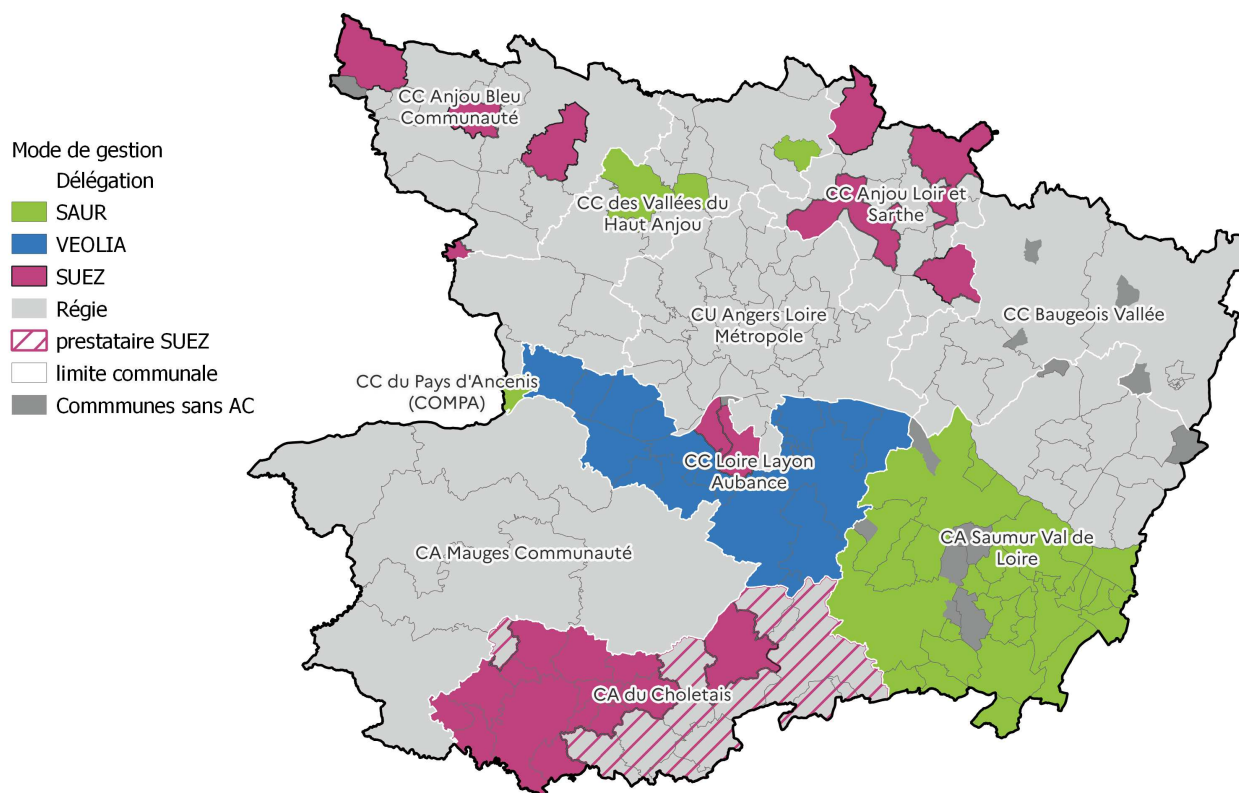 Mode de gestion
Délégation
SAUR
VEOLIA
SUEZ
Régie
prestataire SUEZ
limite communale
Commmunes sans AC
CC Anjou Bleu
Communauté
CC des Vallées du
Haut Anjou
CC Anjou Loir et
Sarthe
CU Angers Loire
Métropole
CC Baugeois Vallée
CC du Pays d'Ancenis
(COMPA)
CC Loire Layon
Aubance
CA Mauges Communauté
CA Saumur Val de
Loire
CA du Choletais